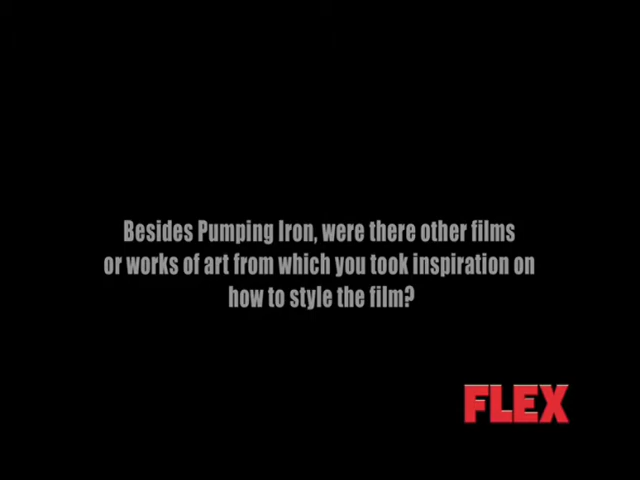 Besides Pumping Iron, were there other films
or works of art from which you took inspiration on
how to style the film?
FLEX